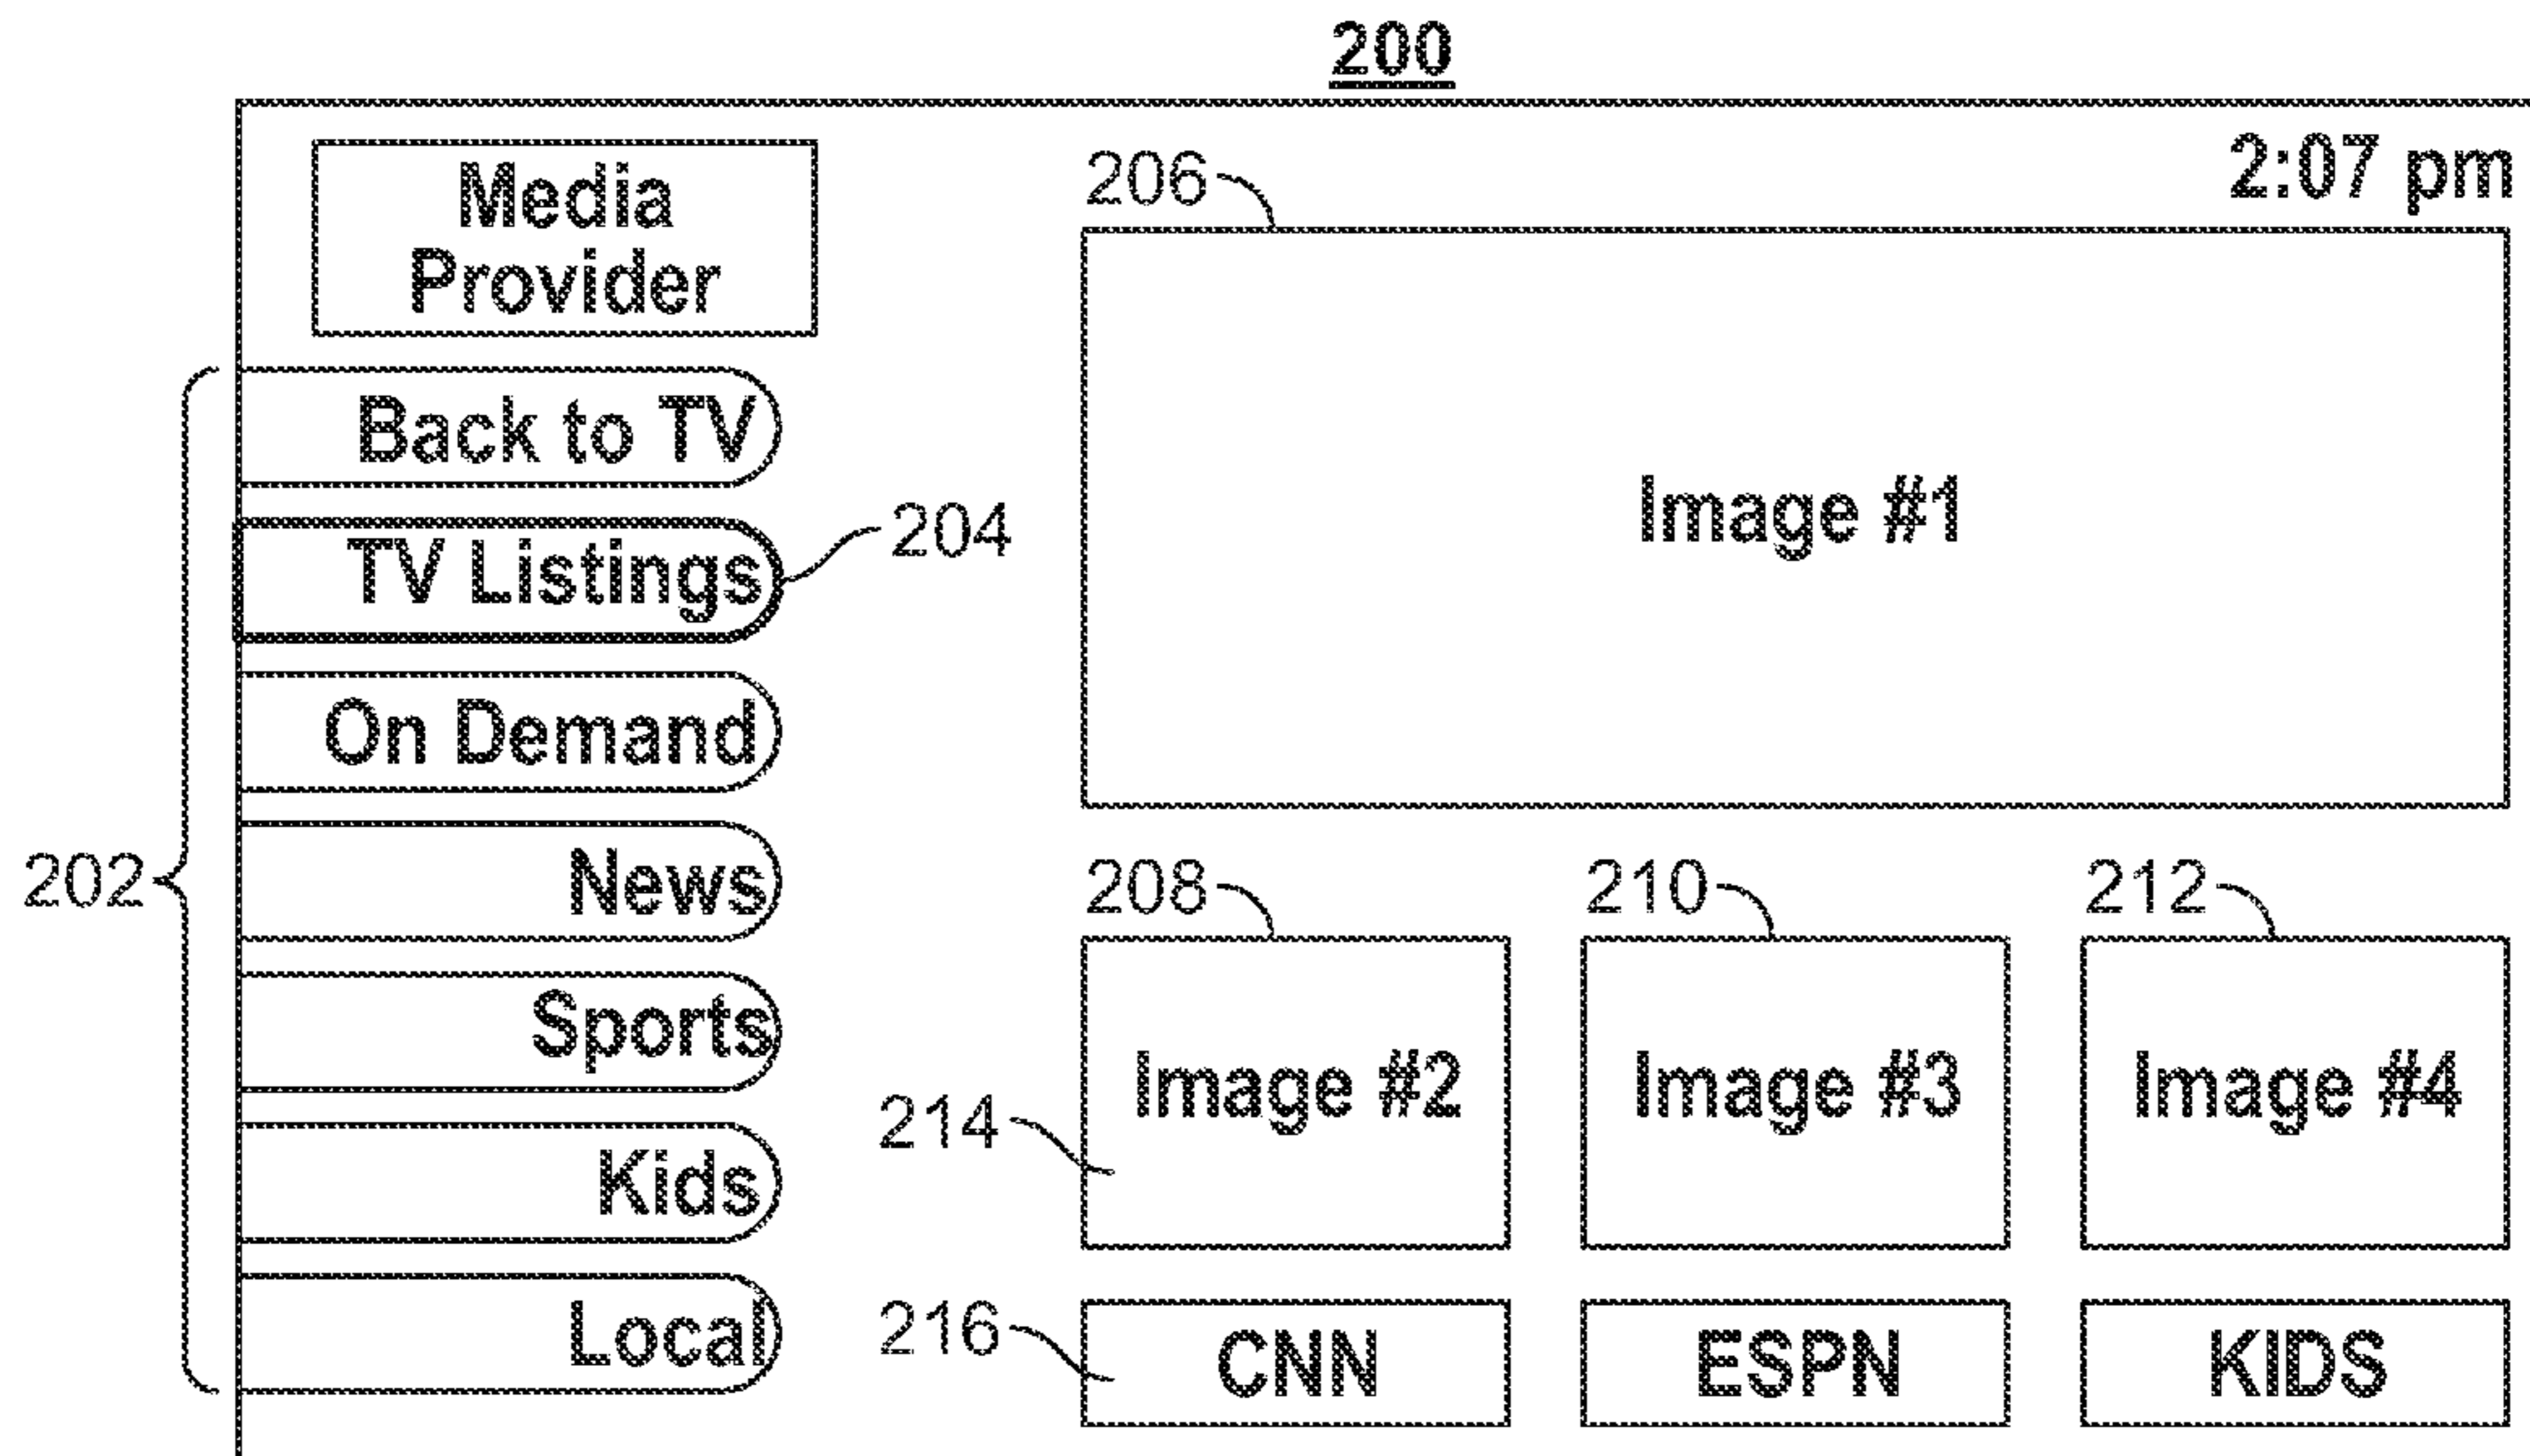 200
2:07 pm
Media
Provider
206
Image #1
Back to TV
TV Listings
204
On Demand
202
News
Sports
Kids
Local
208
210
212
Image #2
Image #3
Image #4
214
216
CNN
ESPN
KIDS